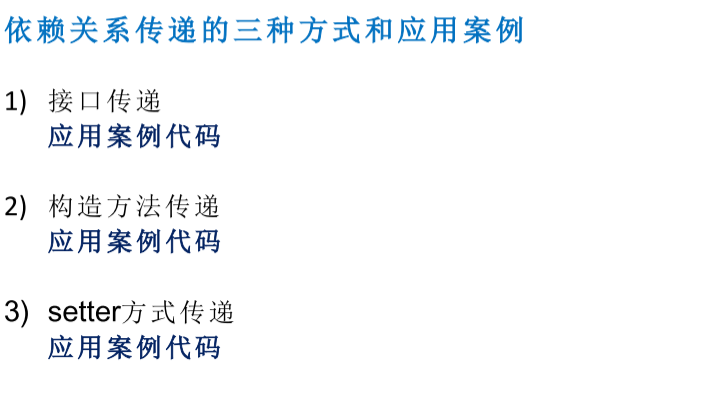 依赖关系传递的三种方式和应用案例
1) 接口传递
应用案例代码
2) 构造方法传递
应用案例代码
3) setter方式传递
应用案例代码